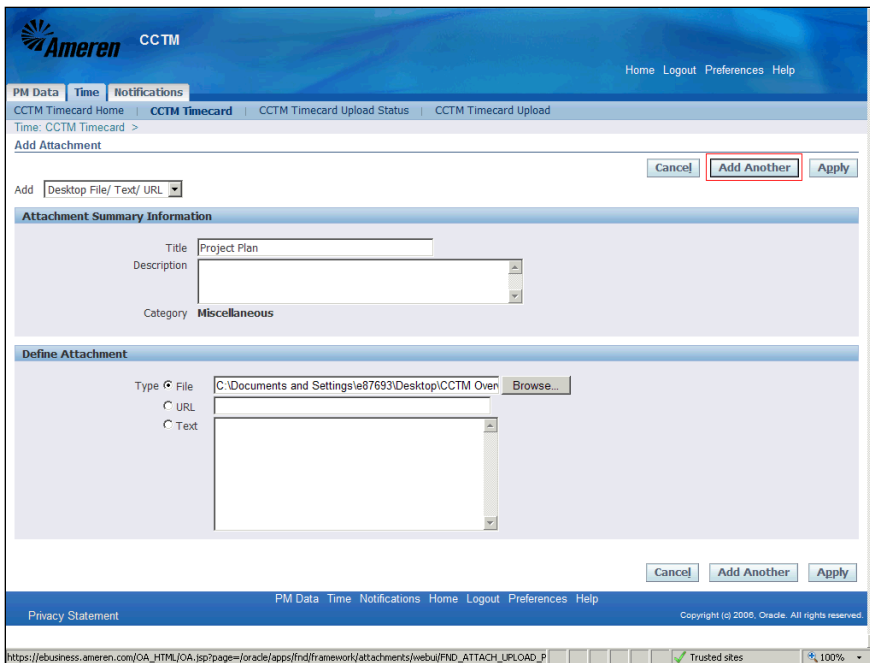 Ameren CCTM
Home Logout Preferences Help
PM Data Time Notifications
CCTM Timecard Home | CCTM Timecard | CCTM Timecard Upload Status | CCTM Timecard Upload
Time: CCTM Timecard >
Add Attachment
Cancel Add Another Apply
Add Desktop File/ Text/ URL
Attachment Summary Information
Title Project Plan
Description
Category Miscellaneous
Define Attachment
Type File C:\Documents and Settings\e87693\Desktop\CCTM Over Browse...
URL
Text
Cancel Add Another Apply
PM Data Time Notifications Home Logout Preferences Help
Privacy Statement Copyright (c) 2006, Oracle. All rights reserved.
https://ebusiness.ameren.com/OA_HTML/OA.jsp?page=/oracle/apps/fnd/framework/attachments/webui/FND_ATTACH_UPLOAD_P Trusted sites 100%